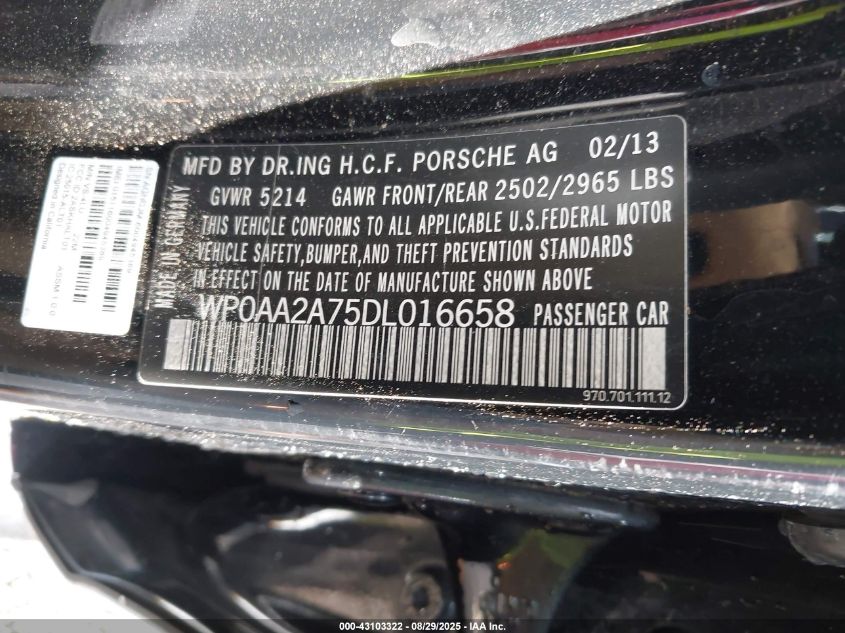 MFD BY DR.ING H.C.F. PORSCHE AG 02/13
GVWR 5214 GAWR FRONT/REAR 2502/2965 LBS
THIS VEHICLE CONFORMS TO ALL APPLICABLE U.S.FEDERAL MOTOR
VEHICLE SAFETY,BUMPER,AND THEFT PREVENTION STANDARDS
IN EFFECT ON THE DATE OF MANUFACTURE SHOWN ABOVE.
WP0AA2A75DL016658 PASSENGER CAR
970.701.111.12
MADE IN GERMANY
California
000-43103322 - 08/29/2025 - IAA Inc.